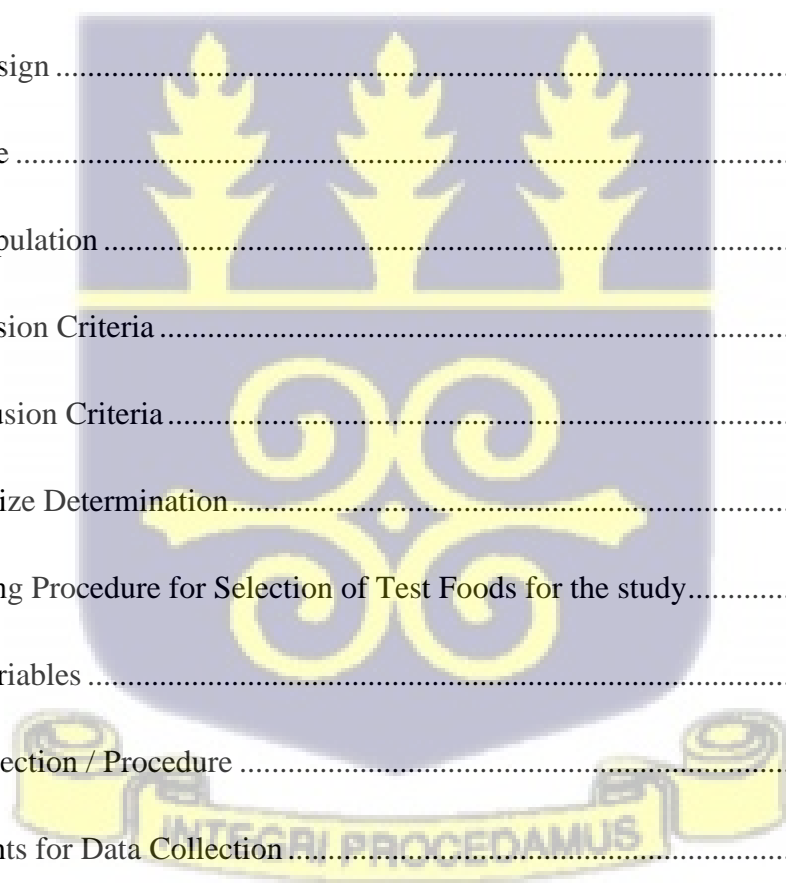 sign ........................................................................................
e ................................................................................................
pulation ..................................................................................
sion Criteria ..........................................................................
usion Criteria .........................................................................
ize Determination .................................................................
ng Procedure for Selection of Test Foods for the study.............
riables .....................................................................................
ection / Procedure .................................................................
nts for Data Collection ...........................................................
INTEGRI PROCEDAMUS